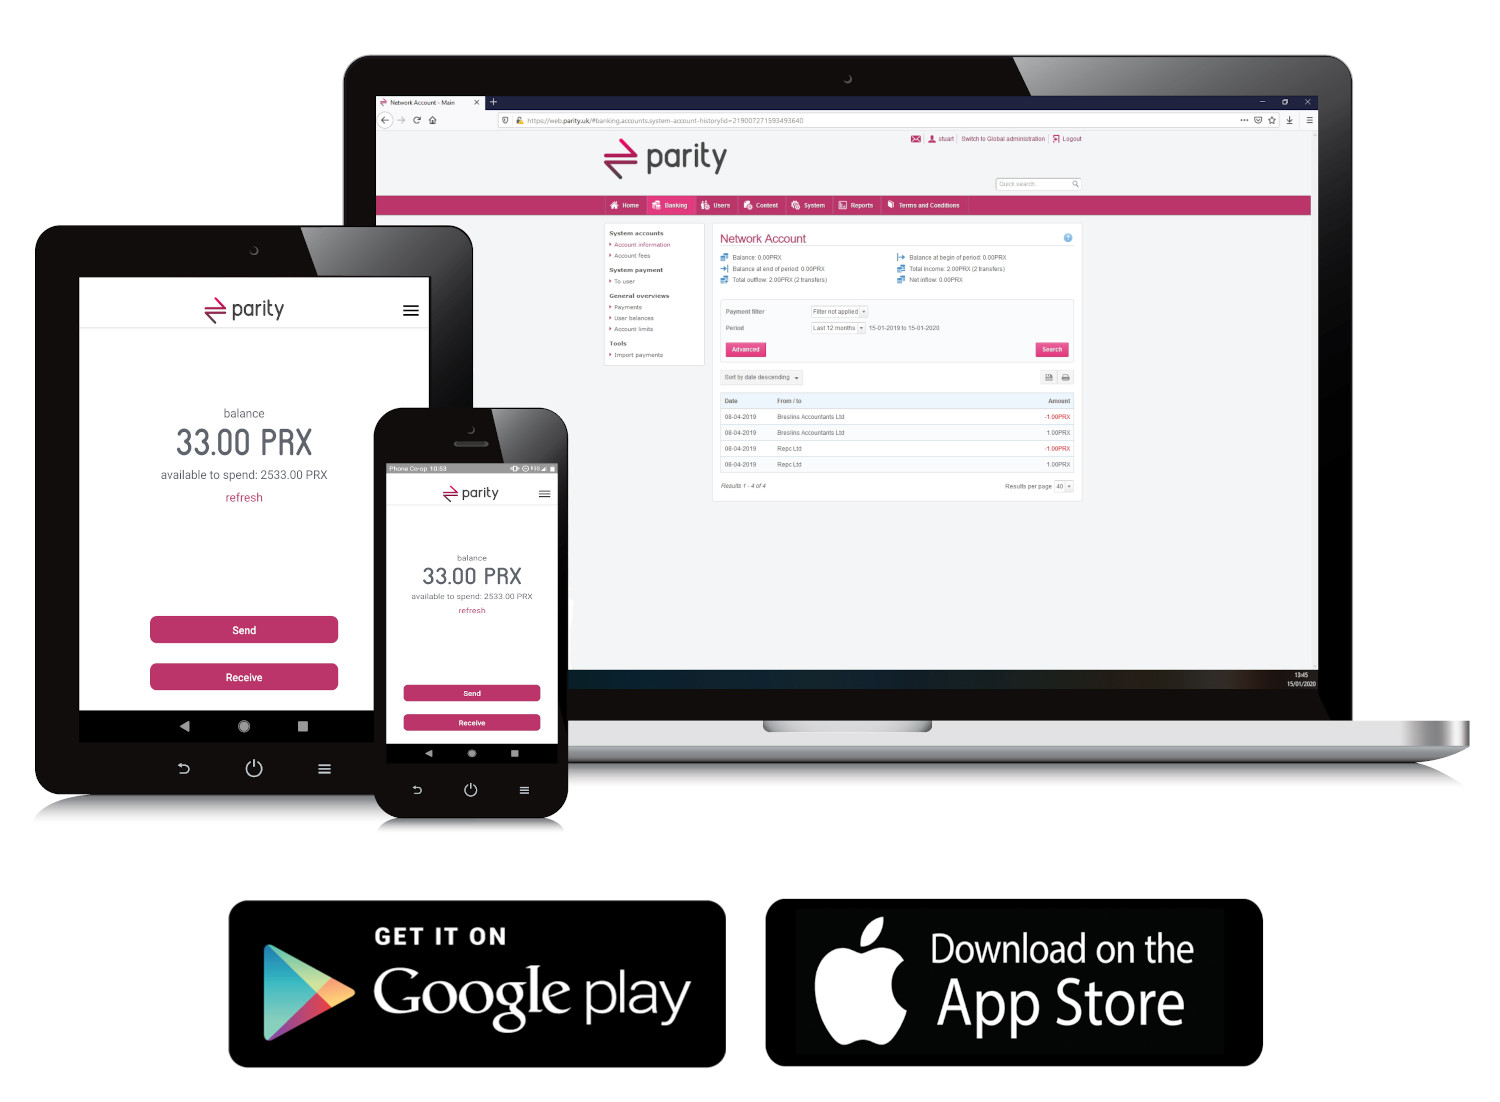 Network Account - Main
https://web.parity.uk/#banking.accounts.system-account-history!id=219007271593493640
parity
stuart Switch to Global administration Logout
Quick search...
Home Banking Users Content System Reports Terms and Conditions
System accounts
Account information
Account fees
System payment
To user
General overviews
Payments
User balances
Account limits
Tools
Import payments
Network Account
Balance: 0.00PRX Balance at begin of period: 0.00PRX
Balance at end of period: 0.00PRX Total income: 2.00PRX (2 transfers)
Total outflow: 2.00PRX (2 transfers) Net inflow: 0.00PRX
Payment filter Filter not applied
Period Last 12 months 15-01-2019 to 15-01-2020
Advanced Search
Sort by date descending
Date From / to Amount
08-04-2019 Breslins Accountants Ltd -1.00PRX
08-04-2019 Breslins Accountants Ltd 1.00PRX
08-04-2019 Repc Ltd -1.00PRX
08-04-2019 Repc Ltd 1.00PRX
Results 1 - 4 of 4 Results per page 40
13:45
15/01/2020
parity
balance
33.00 PRX
available to spend: 2533.00 PRX
refresh
Send
Receive
Phone Co-op 10:53
parity
balance
33.00 PRX
available to spend: 2533.00 PRX
refresh
Send
Receive
GET IT ON
Google play
Download on the
App Store